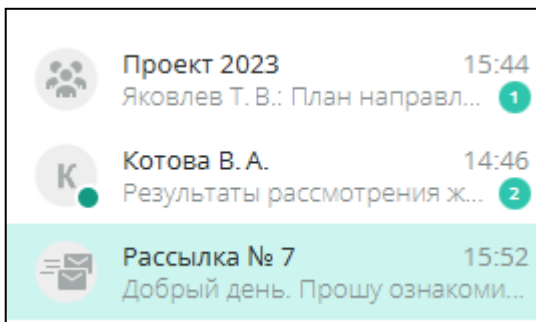 Проект 2023 15:44
Яковлев Т. В.: План направл... 1
К Котова В. А. 14:46
Результаты рассмотрения ж... 2
Рассылка № 7 15:52
Добрый день. Прошу ознакоми...